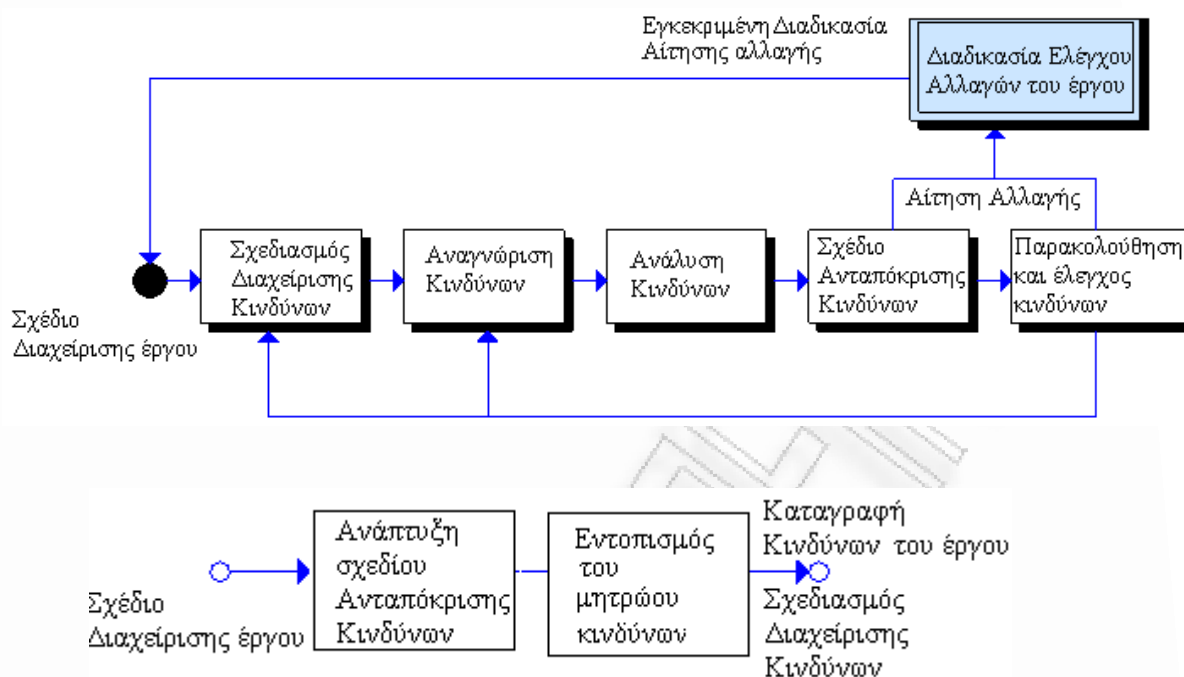 Εγκεκριμένη Διαδικασία
Αίτησης αλλαγής
Διαδικασία Ελέγχου
Αλλαγών του έργου
Αίτηση Αλλαγής
Σχεδιασμός
Διαχείρισης
Κινδύνων
Αναγνώριση
Κινδύνων
Ανάλυση
Κινδύνων
Σχέδιο
Ανταπόκρισης
Κινδύνων
Παρακολούθηση
και έλεγχος
κινδύνων
Σχέδιο
Διαχείρισης έργου
Σχέδιο
Διαχείρισης έργου
Ανάπτυξη
σχεδίου
Ανταπόκρισης
Κινδύνων
Εντοπισμός
του
μητρώου
κινδύνων
Καταγραφή
Κινδύνων του έργου
Σχεδιασμός
Διαχείρισης
Κινδύνων